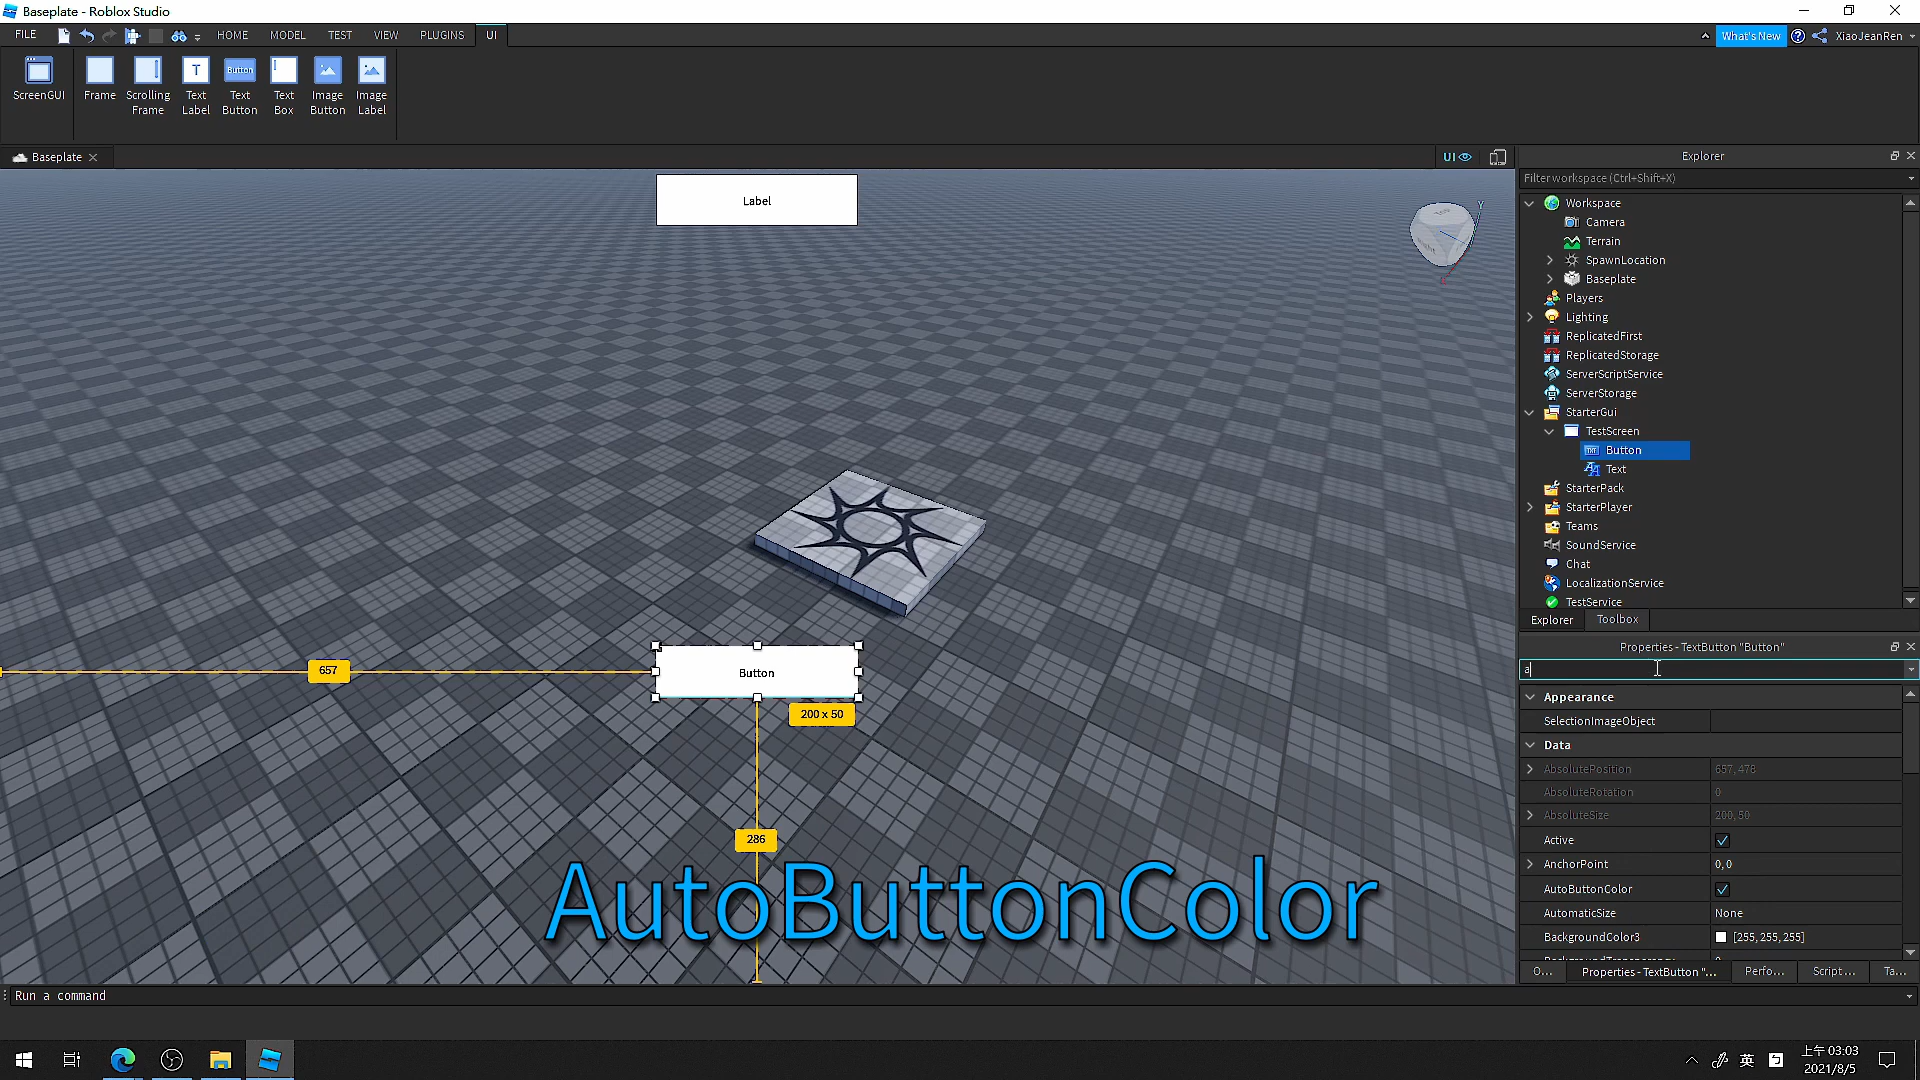 Baseplate - Roblox Studio
FILE
HOME
MODEL
TEST
VIEW
PLUGINS
UI
What's New
XiaoJeanRen
ScreenGUI
Frame
Scrolling Frame
Text Label
Button
Text Button
Text Box
Image Button
Image Label
Baseplate
UI
Label
Explorer
Filter workspace (Ctrl+Shift+X)
Workspace
Camera
Terrain
SpawnLocation
Baseplate
Players
Lighting
ReplicatedFirst
ReplicatedStorage
ServerScriptService
ServerStorage
StarterGui
TestScreen
Button
Text
StarterPack
StarterPlayer
Teams
SoundService
Chat
LocalizationService
TestService
Explorer
Toolbox
Properties - TextButton "Button"
a
Appearance
SelectionImageObject
Data
AbsolutePosition 657, 478
AbsoluteRotation 0
AbsoluteSize 200, 50
Active
AnchorPoint 0, 0
AutoButtonColor
AutomaticSize None
BackgroundColor3 [255, 255, 255]
O...
Properties - TextButton "...
Perfo...
Script ...
Ta...
657
Button
200 x 50
286
AutoButtonColor
Run a command
英
上午 03:03
2021/8/5